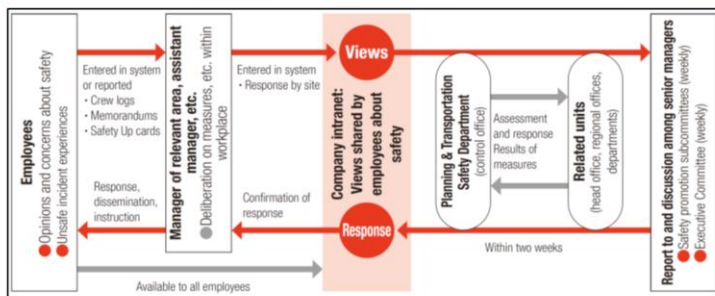 Employees
Opinions and concerns about safety
Unsafe incident experiences
Entered in system
or reported
・Crew logs
・Memorandums
・Safety Up cards
Response,
dissemination,
instruction
Manager of relevant area, assistant
manager, etc.
Deliberation on measures, etc. within
workplace
Entered in system
・Response by site
Confirmation of
response
Views
Company intranet:
Views shared by
employees about
safety
Response
Planning & Transportation
Safety Department
(control office)
Assessment
and response
Results of
measures
Related units
(head office, regional offices,
departments)
Within two weeks
Report to and discussion among senior managers
Safety promotion subcommittees (weekly)
Executive Committee (weekly)
Available to all employees